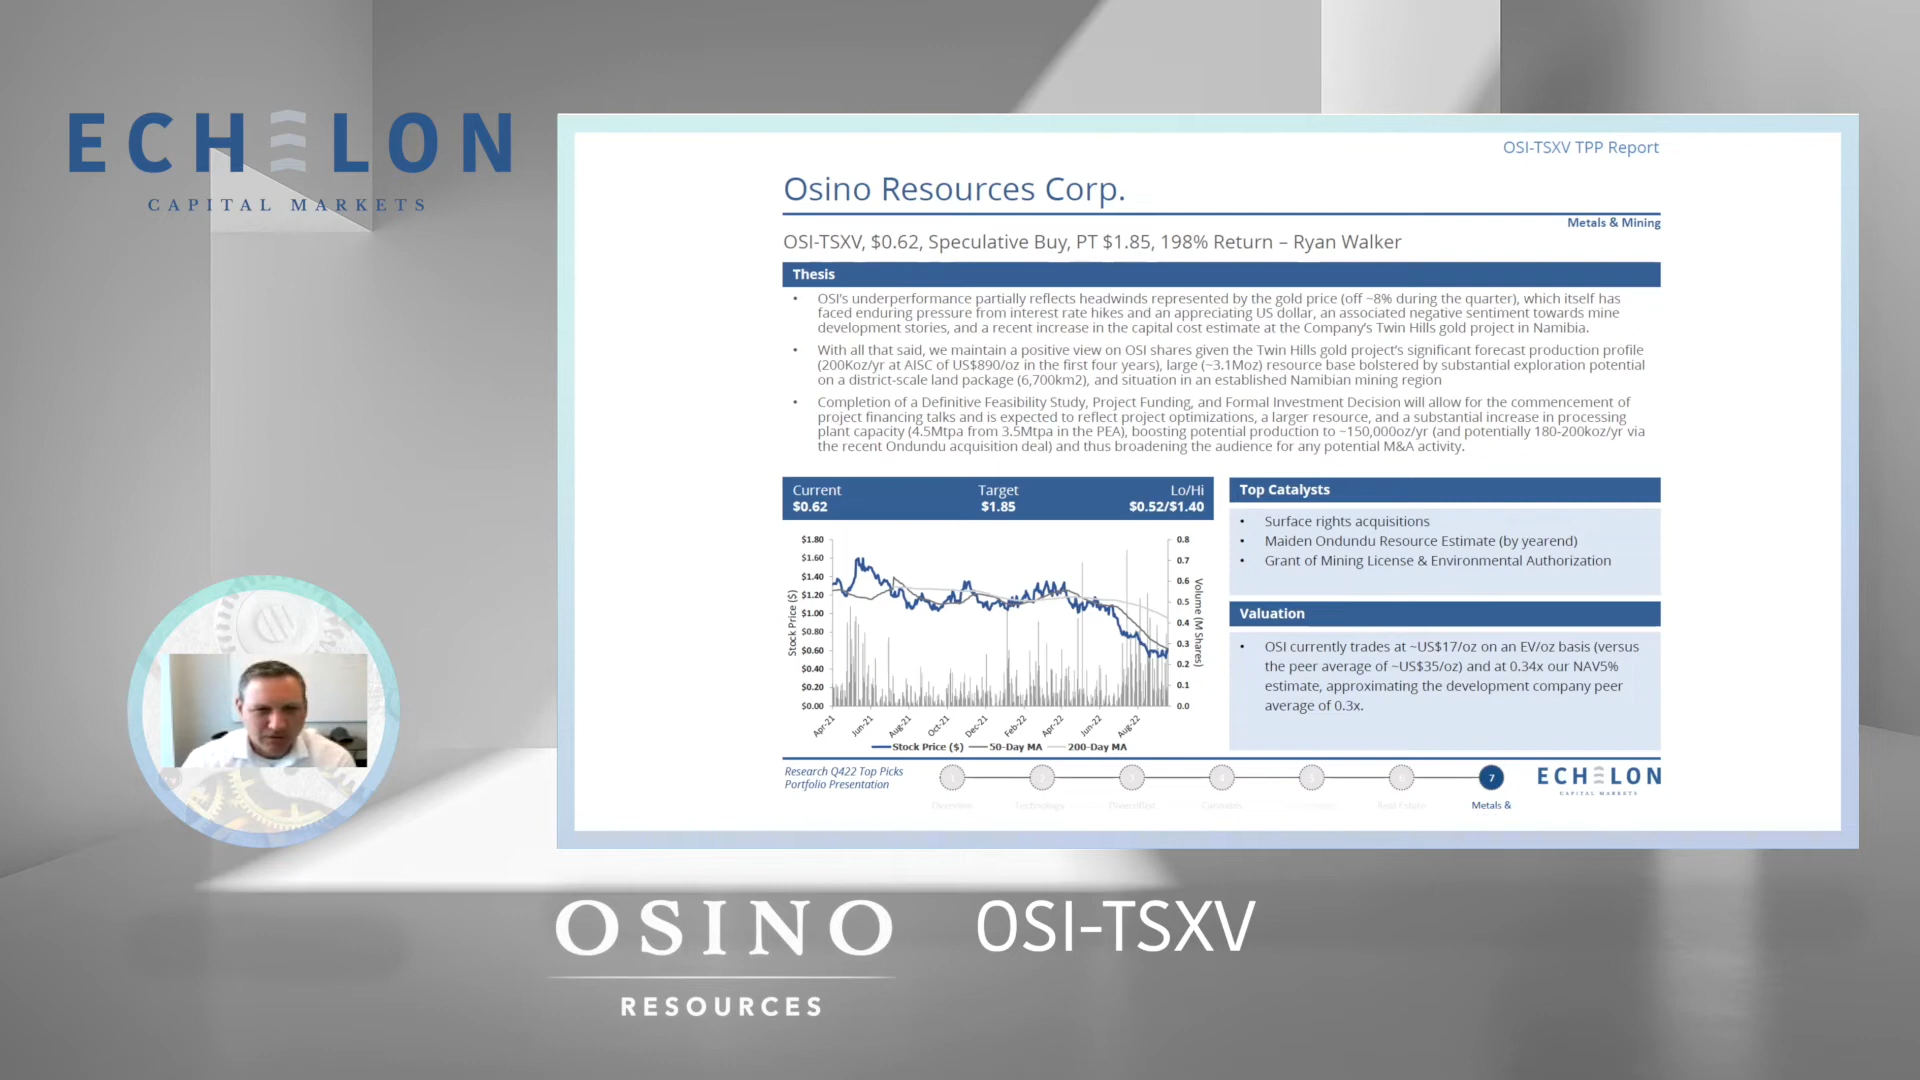 ECHELON
CAPITAL MARKETS
OSI-TSXV TPP Report
Osino Resources Corp.
Metals & Mining
OSI-TSXV, $0.62, Speculative Buy, PT $1.85, 198% Return – Ryan Walker
Thesis
• OSI's underperformance partially reflects headwinds represented by the gold price (off ~8% during the quarter), which itself has
faced enduring pressure from interest rate hikes and an appreciating US dollar, an associated negative sentiment towards mine
development stories, and a recent increase in the capital cost estimate at the Company's Twin Hills gold project in Namibia.
• With all that said, we maintain a positive view on OSI shares given the Twin Hills gold project's significant forecast production profile
(200Koz/yr at AISC of US$890/oz in the first four years), large (~3.1Moz) resource base bolstered by substantial exploration potential
on a district-scale land package (6,700km2), and situation in an established Namibian mining region
• Completion of a Definitive Feasibility Study, Project Funding, and Formal Investment Decision will allow for the commencement of
project financing talks and is expected to reflect project optimizations, a larger resource, and a substantial increase in processing
plant capacity (4.5Mtpa from 3.5Mtpa in the PEA), boosting potential production to ~150,000oz/yr (and potentially 180-200koz/yr via
the recent Ondundu acquisition deal) and thus broadening the audience for any potential M&A activity.
Current Target Lo/Hi
$0.62 $1.85 $0.52/$1.40
Top Catalysts
• Surface rights acquisitions
• Maiden Ondundu Resource Estimate (by yearend)
• Grant of Mining License & Environmental Authorization
Valuation
• OSI currently trades at ~US$17/oz on an EV/oz basis (versus
the peer average of ~US$35/oz) and at 0.34x our NAV5%
estimate, approximating the development company peer
average of 0.3x.
Stock Price ($)
$1.80
$1.60
$1.40
$1.20
$1.00
$0.80
$0.60
$0.40
$0.20
$0.00
0.8
0.7
0.6
0.5
0.4
0.3
0.2
0.1
0.0
Volume (M Shares)
Apr-21 Jun-21 Aug-21 Oct-21 Dec-21 Feb-22 Apr-22 Jun-22 Aug-22
Stock Price ($) 50-Day MA 200-Day MA
Research Q422 Top Picks
Portfolio Presentation
1 2 3 4 5 6 7
Overview Technology Diversified Cannabis Real Estate Metals &
ECHELON
CAPITAL MARKETS
OSINO
RESOURCES
OSI-TSXV